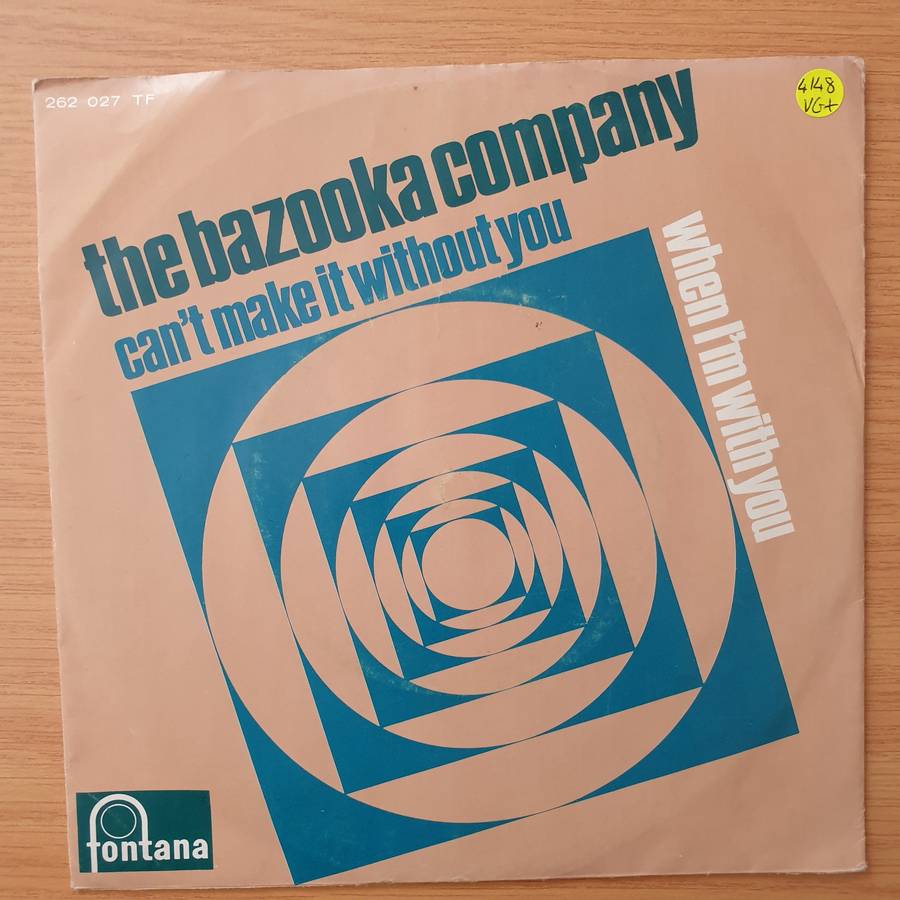 262 027 TF
4148
VG+
the bazooka company
can't make it without you
when I'm with you
fontana